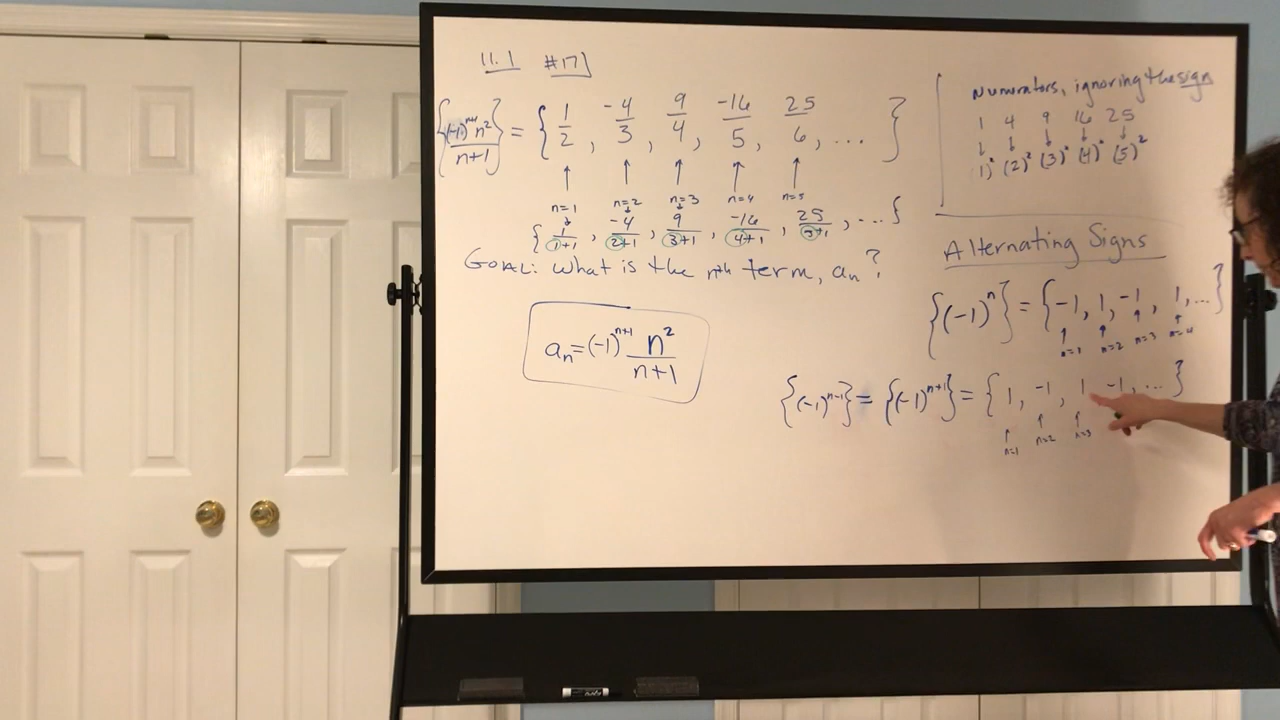 11.1 #17]
{(-1)^{n+1} n^2 / n+1} = {1/2, -4/3, 9/4, -16/5, 25/6, ...}
n=1 n=2 n=3 n=4 n=5
{1/1+1, -4/2+1, 9/3+1, -16/4+1, 25/5+1, ...}
GOAL: What is the nth term, a_n?
a_n = (-1)^{n+1} n^2 / n+1
Numerators, ignoring the sign
1 4 9 16 25
1)^2 (2)^2 (3)^2 (4)^2 (5)^2
Alternating Signs
{(-1)^n} = {-1, 1, -1, 1, ...}
n=1 n=2 n=3 n=4
{(-1)^{n-1}} = {(-1)^{n+1}} = {1, -1, 1, -1, ...}
n=1 n=2 n=3